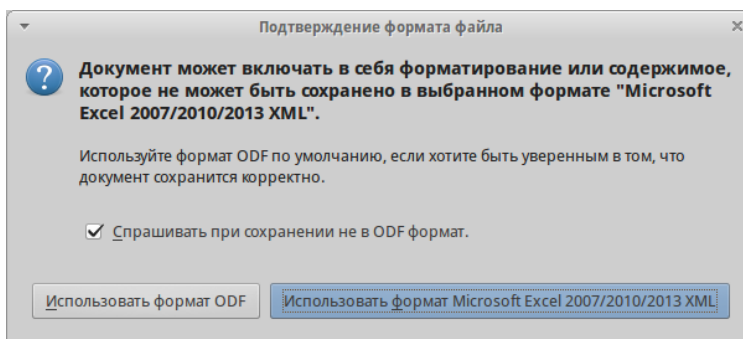 Подтверждение формата файла
Документ может включать в себя форматирование или содержимое,
которое не может быть сохранено в выбранном формате "Microsoft
Excel 2007/2010/2013 XML".
Используйте формат ODF по умолчанию, если хотите быть уверенным в том, что
документ сохранится корректно.
Спрашивать при сохранении не в ODF формат.
Использовать формат ODF
Использовать формат Microsoft Excel 2007/2010/2013 XML